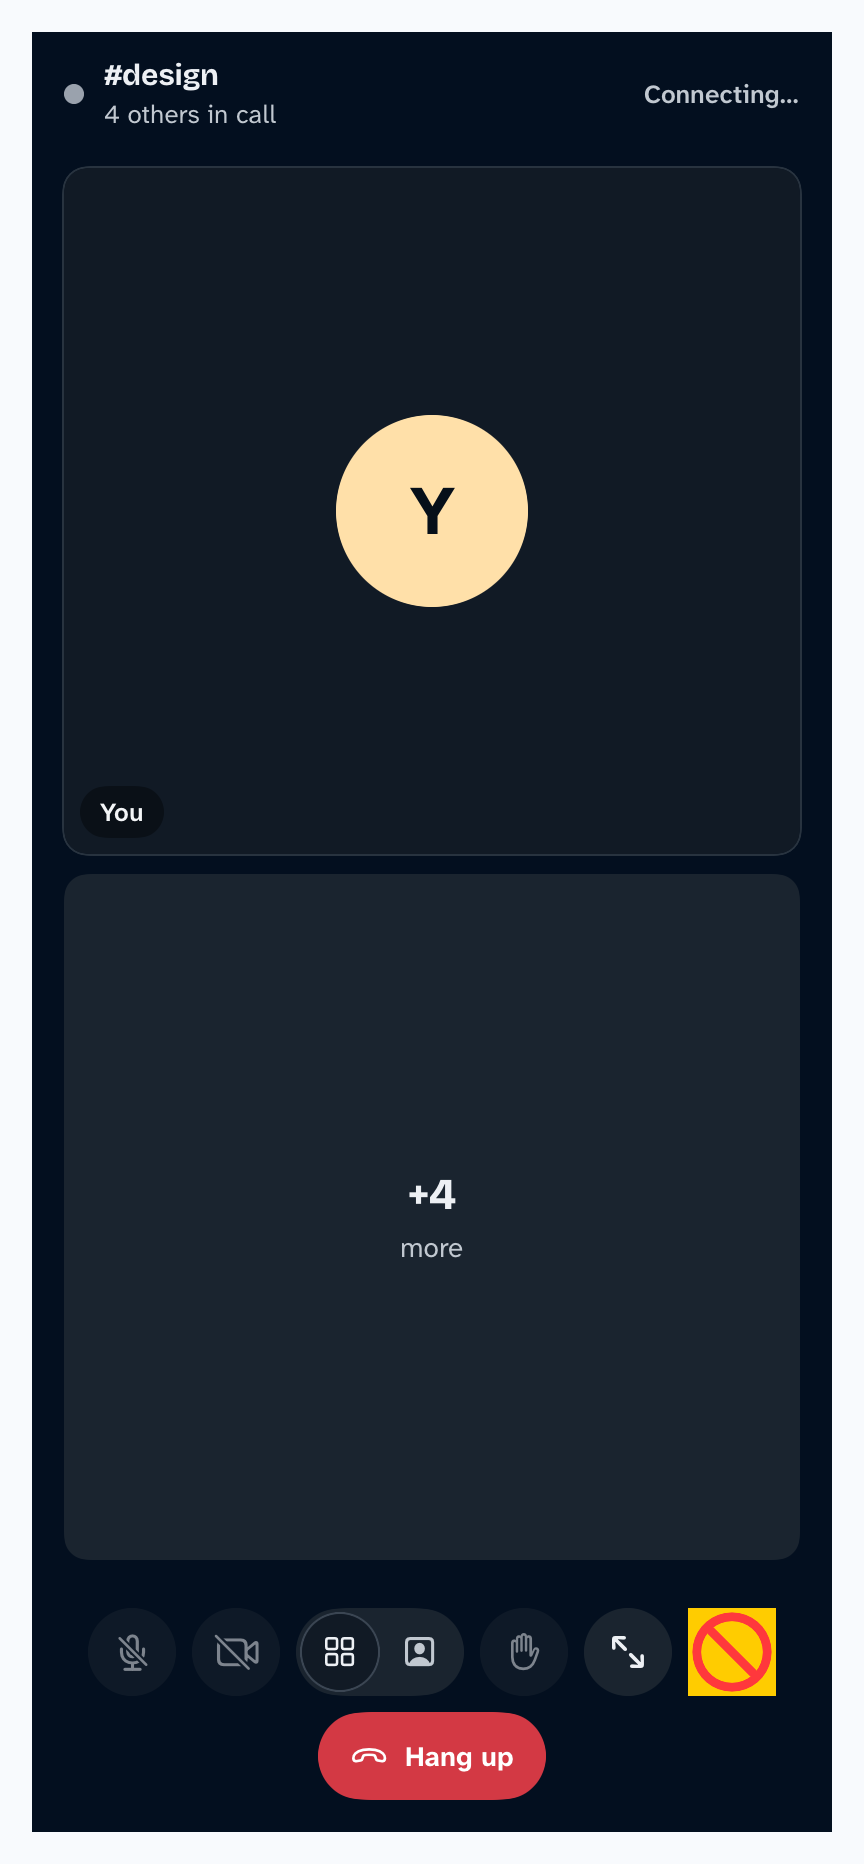 #design
4 others in call
Connecting...
Y
You
+4
more
Hang up